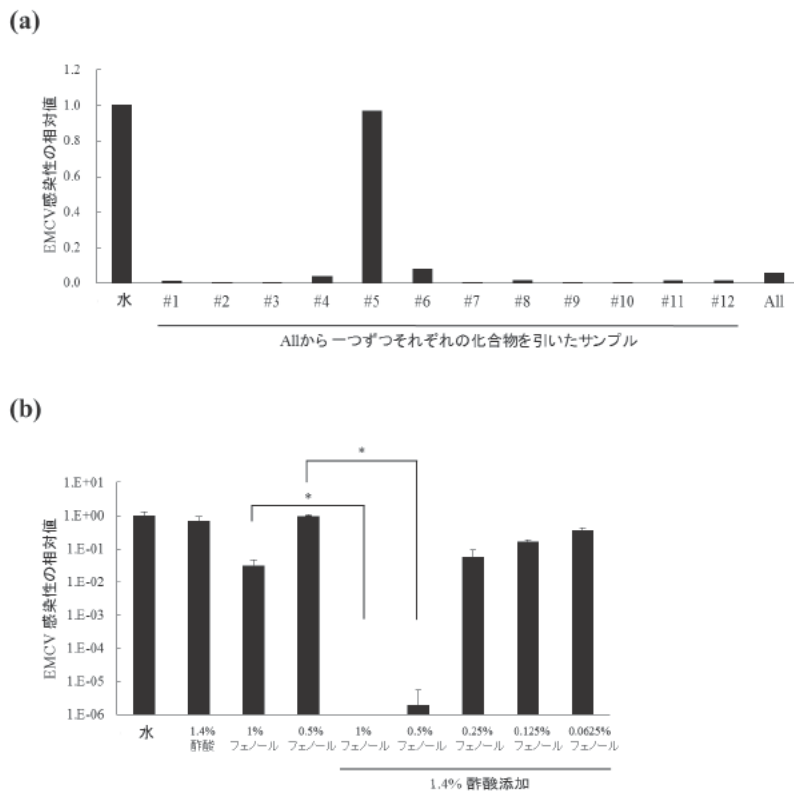 (a)
EMCV感染性の相対値
1.2
1.0
0.8
0.6
0.4
0.2
0.0
水 #1 #2 #3 #4 #5 #6 #7 #8 #9 #10 #11 #12 All
Allから一つずつそれぞれの化合物を引いたサンプル
(b)
EMCV 感染性の相対値
*
*
1.E+01
1.E+00
1.E-01
1.E-02
1.E-03
1.E-04
1.E-05
1.E-06
水 1.4% 1% 0.5% 1% 0.5% 0.25% 0.125% 0.0625%
酢酸 フェノール フェノール フェノール フェノール フェノール フェノール フェノール
1.4% 酢酸添加